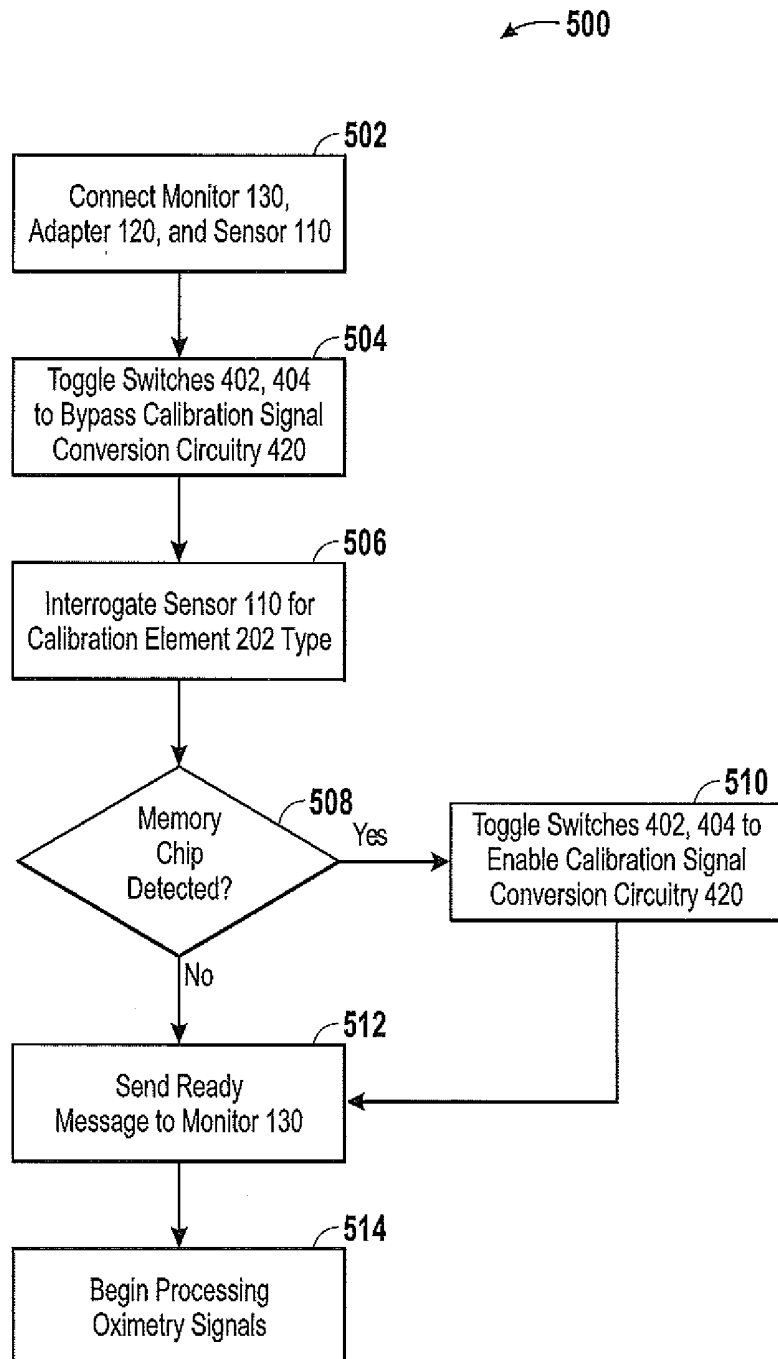 500
502
Connect Monitor 130,
Adapter 120, and Sensor 110
504
Toggle Switches 402, 404
to Bypass Calibration Signal
Conversion Circuitry 420
506
Interrogate Sensor 110 for
Calibration Element 202 Type
508
Memory
Chip
Detected?
Yes
510
Toggle Switches 402, 404 to
Enable Calibration Signal
Conversion Circuitry 420
No
512
Send Ready
Message to Monitor 130
514
Begin Processing
Oximetry Signals